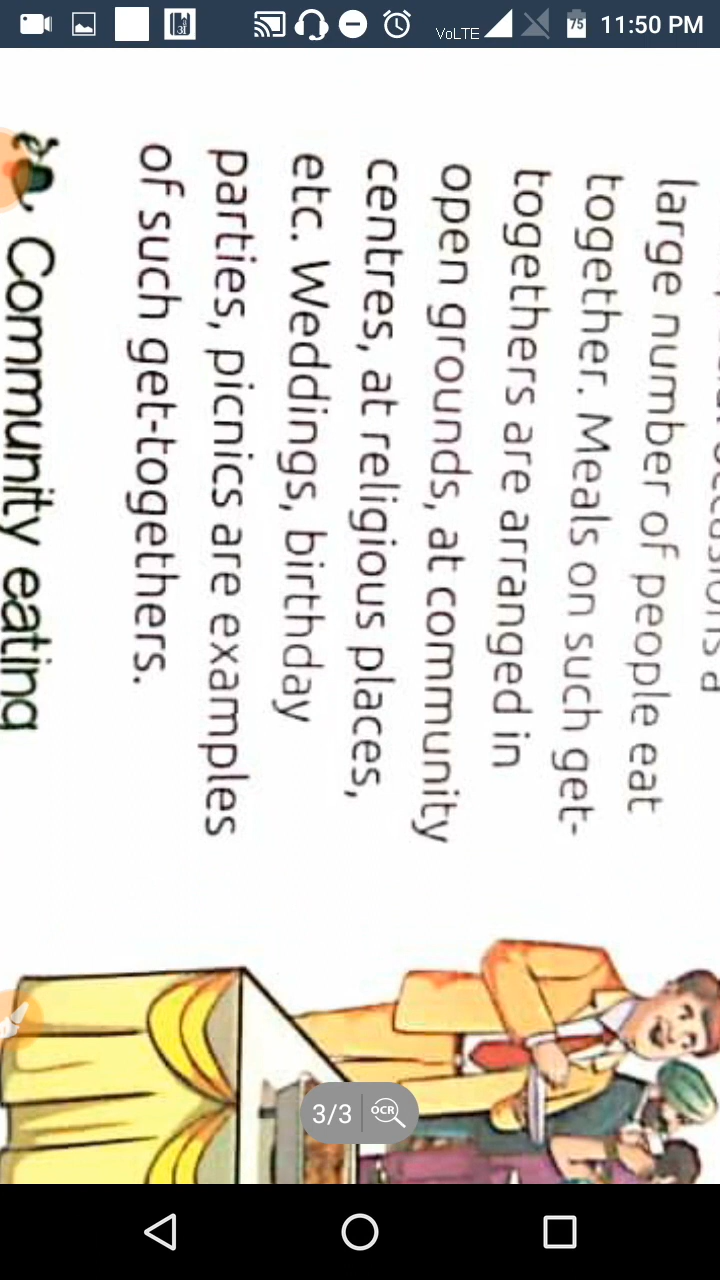 VoLTE 75 11:50 PM
large number of people eat
together. Meals on such get-
togethers are arranged in
open grounds, at community
centres, at religious places,
etc. Weddings, birthday
parties, picnics are examples
of such get-togethers.
Community eating
3/3 OCR